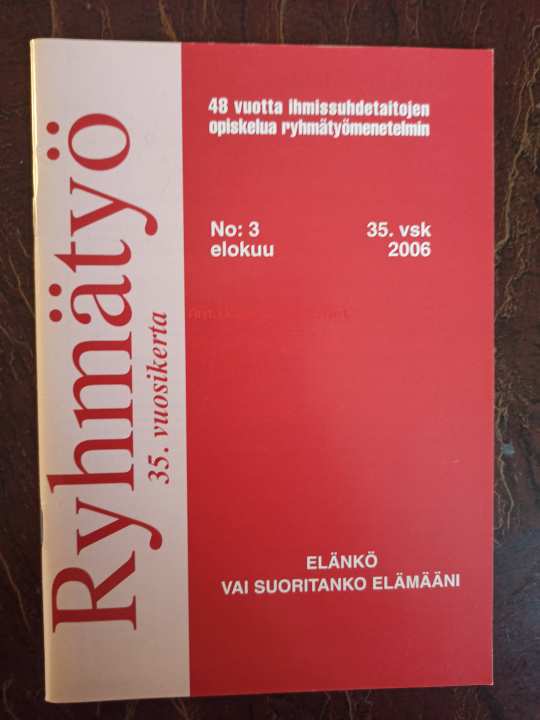 Ryhmätyö
35. vuosikerta
48 vuotta ihmissuhdetaitojen
opiskelua ryhmätyömenetelmin
No: 3 35. vsk
elokuu 2006
ELÄNKÖ
VAI SUORITANKO ELÄMÄÄNI